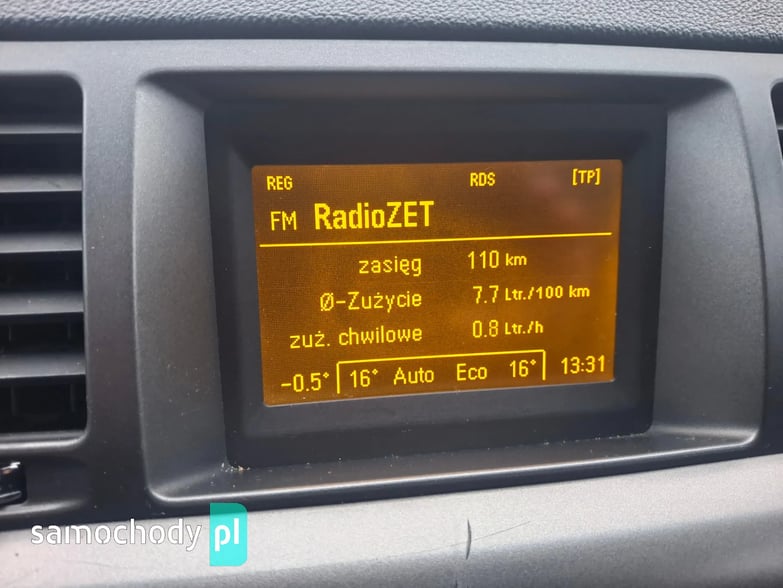 REG RDS [TP]
FM RadioZET
zasięg 110 km
Ø-Zużycie 7.7 Ltr./100 km
zuż. chwilowe 0.8 Ltr./h
-0.5° 16° Auto Eco 16° 13:31
samochody pl